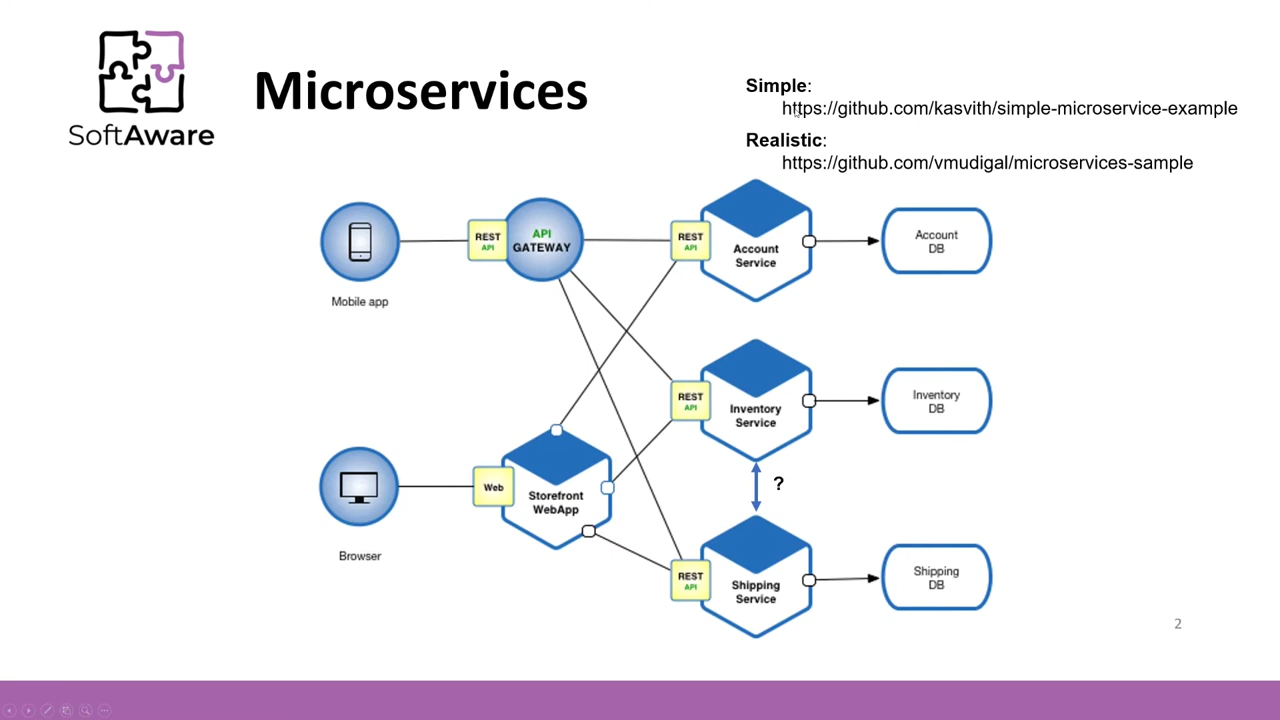 SoftAware
Microservices
Simple:
https://github.com/kasvith/simple-microservice-example
Realistic:
https://github.com/vmudigal/microservices-sample
Mobile app
REST
API
API
GATEWAY
REST
API
Account
Service
Account
DB
REST
API
Inventory
Service
Inventory
DB
?
Browser
Web
Storefront
WebApp
REST
API
Shipping
Service
Shipping
DB
2